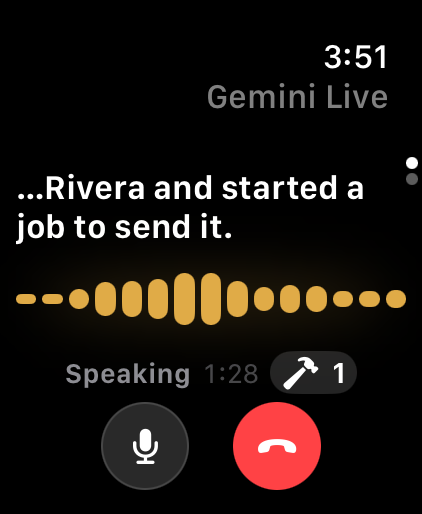 3:51
Gemini Live
...Rivera and started a
job to send it.
Speaking 1:28 1